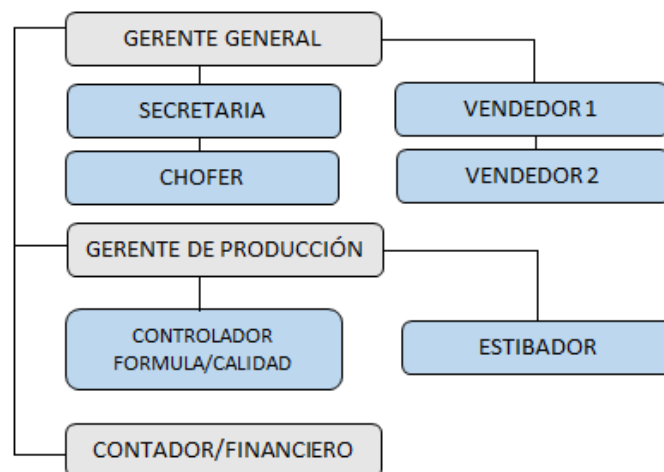 GERENTE GENERAL
SECRETARIA
VENDEDOR 1
CHOFER
VENDEDOR 2
GERENTE DE PRODUCCIÓN
CONTROLADOR
FORMULA/CALIDAD
ESTIBADOR
CONTADOR/FINANCIERO